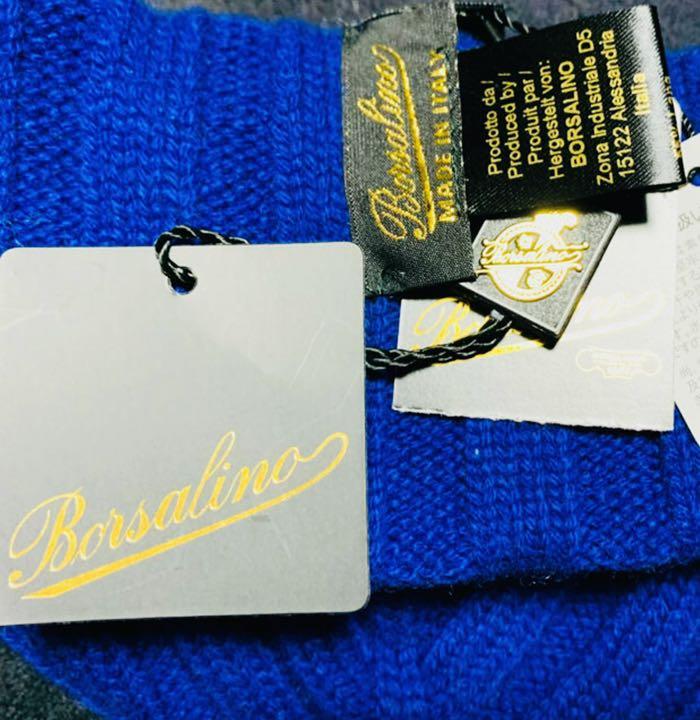 Borsalino
MADE IN ITALY
Prodotto da /
Produced by /
Produit par /
Hergestelt von:
BORSALINO
Zona Industriale D5
15122 Alessandria
Italia
Borsalino
Borsalino